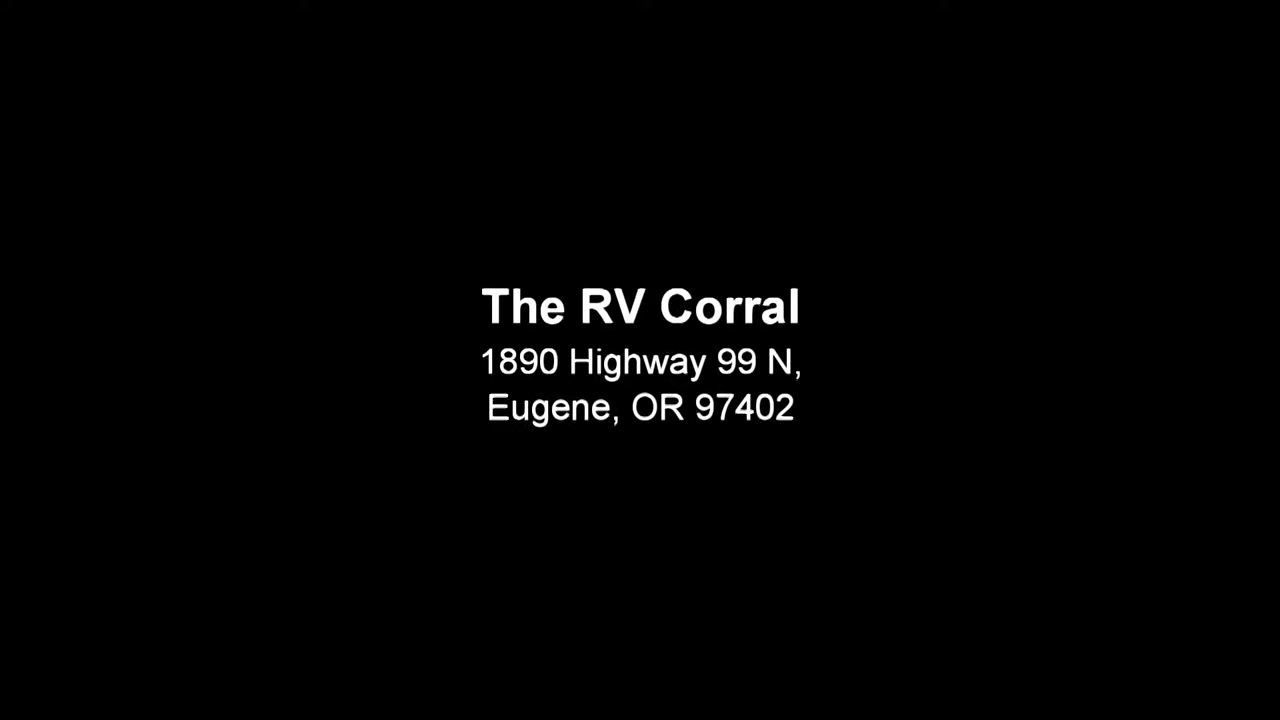 The RV Corral
1890 Highway 99 N,
Eugene, OR 97402